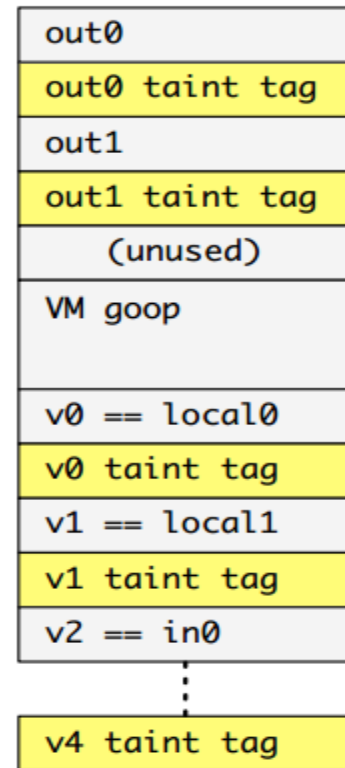 out0
out0 taint tag
out1
out1 taint tag
(unused)
VM goop
v0 == local0
v0 taint tag
v1 == local1
v1 taint tag
v2 == in0
v4 taint tag